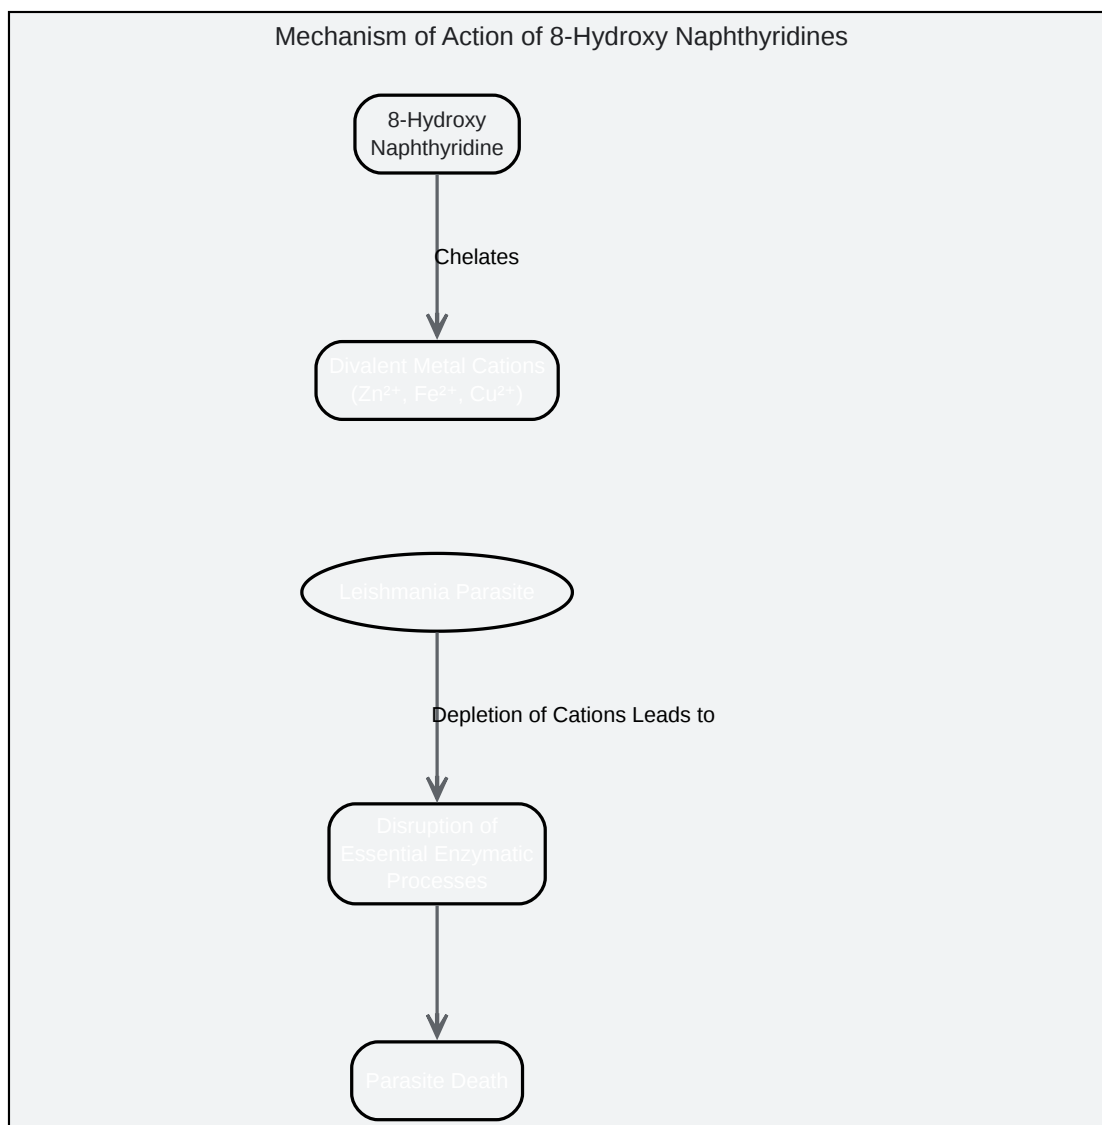 Mechanism of Action of 8-Hydroxy Naphthyridines
8-Hydroxy
Naphthyridine
Chelates
Divalent Metal Cations
(Zn²⁺, Fe²⁺, Cu²⁺)
Leishmania Parasite
Depletion of Cations Leads to
Disruption of
Essential Enzymatic
Processes
Parasite Death